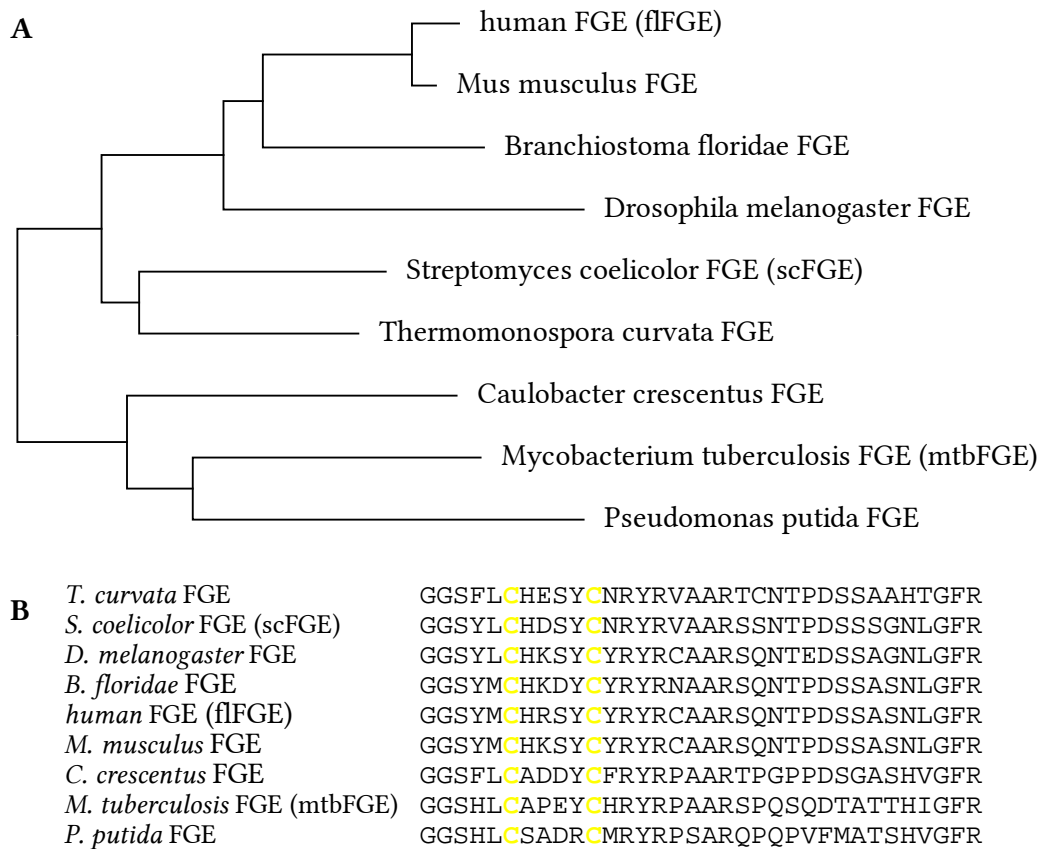 A
human FGE (flFGE)
Mus musculus FGE
Branchiostoma floridae FGE
Drosophila melanogaster FGE
Streptomyces coelicolor FGE (scFGE)
Thermomonospora curvata FGE
Caulobacter crescentus FGE
Mycobacterium tuberculosis FGE (mtbFGE)
Pseudomonas putida FGE
B
T. curvata FGE GGSFLCHESYCNRYRVAARTCNTPDSSAAHTGFR
S. coelicolor FGE (scFGE) GGSYLCHDSYCNRYRVAARSSNTPDSSSGNLGFR
D. melanogaster FGE GGSYLCHKSYCYRYRCAARSQNTEDSSAGNLGFR
B. floridae FGE GGSYMCHKDYCYRYRNAARSQNTPDSSASNLGFR
human FGE (flFGE) GGSYMCHRSYCYRYRCAARSQNTPDSSASNLGFR
M. musculus FGE GGSYMCHKSYCYRYRCAARSQNTPDSSASNLGFR
C. crescentus FGE GGSFLCADDYCFRYRPAARTPGPPDSGASHVGFR
M. tuberculosis FGE (mtbFGE) GGSHLCAPEYCHRYRPAARSPQSQDTATTHIGFR
P. putida FGE GGSHLCSADRCMRYRPSARQPQPVFMATSHVGFR